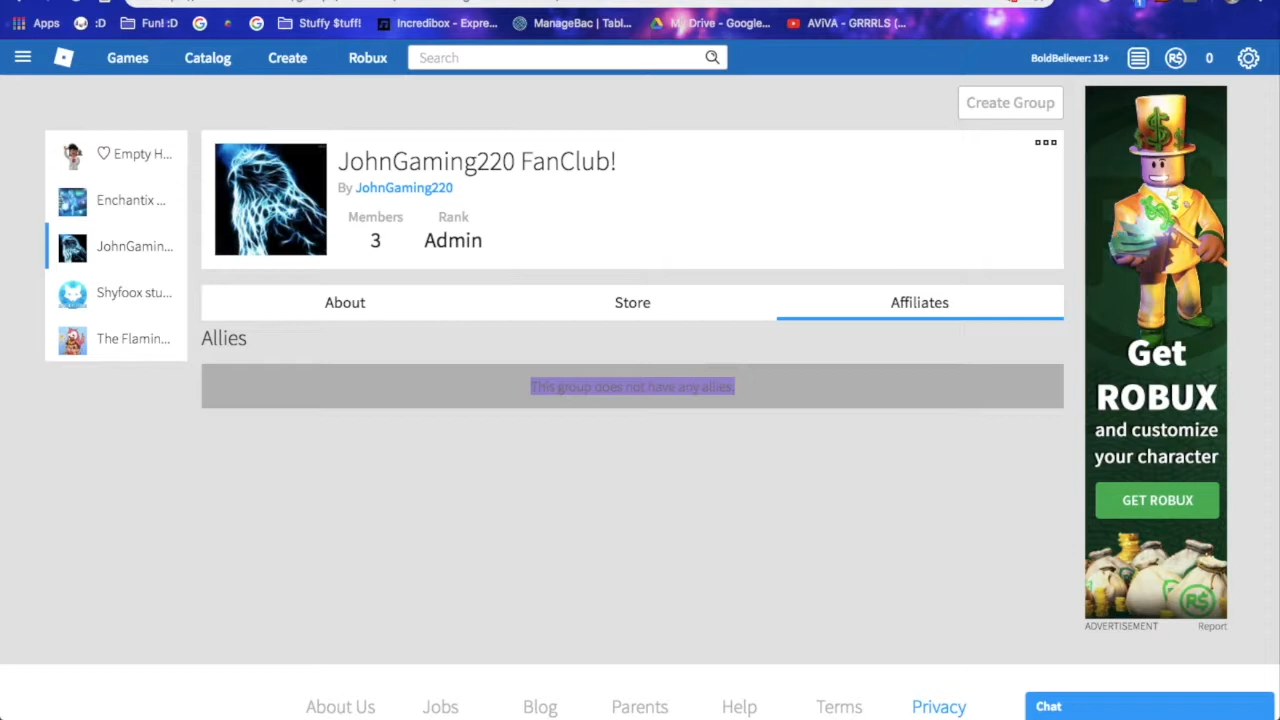 Apps :D Fun! :D Stuffy $tuff! Incredibox - Expre... ManageBac | Tabl... My Drive - Google... AViVA - GRRRLS (...
Games Catalog Create Robux Search BoldBeliever: 13+ 0
Create Group
♡ Empty H...
Enchantix ...
JohnGamin...
Shyfoox stu...
The Flamin...
JohnGaming220 FanClub!
By JohnGaming220
Members Rank
3 Admin
About Store Affiliates
Allies
This group does not have any allies.
Get
ROBUX
and customize
your character
GET ROBUX
R$
ADVERTISEMENT Report
About Us Jobs Blog Parents Help Terms Privacy
Chat